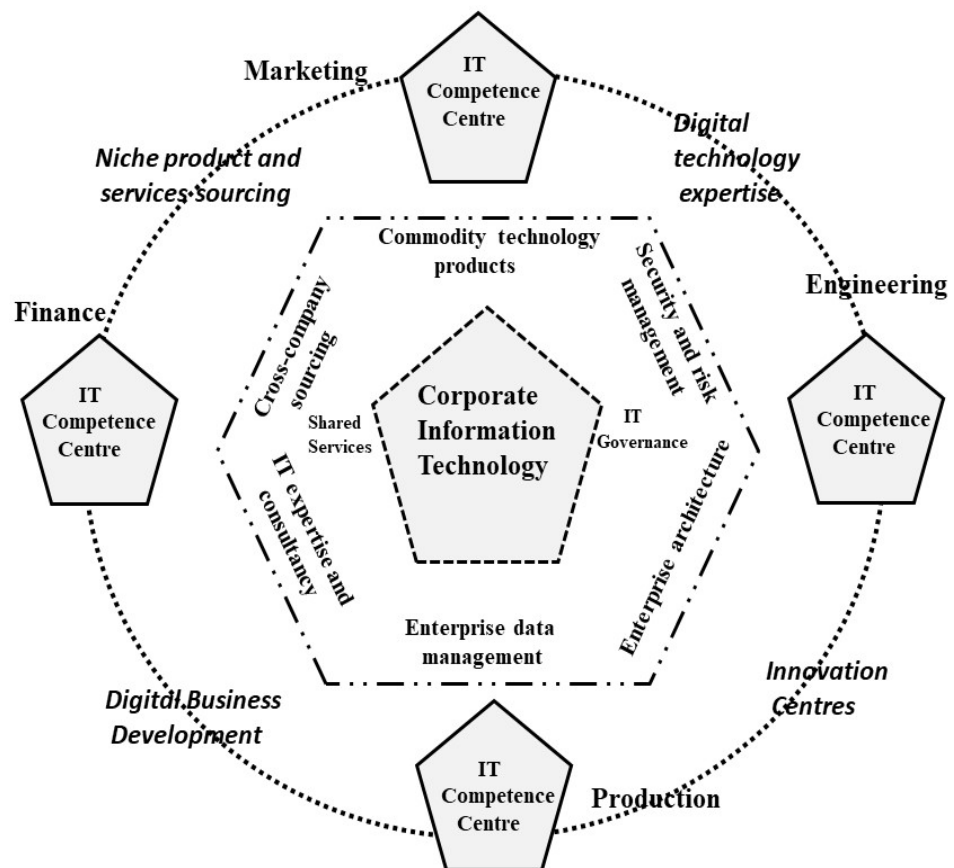 IT
Competence
Centre
Marketing
Digital
technology
expertise
Niche product and
services sourcing
Commodity technology
products
Security and risk
management
Cross-company
sourcing
Engineering
Finance
IT
Competence
Centre
Shared
Services
Corporate
Information
Technology
IT
Governance
IT
Competence
Centre
IT expertise and
consultancy
Enterprise architecture
Enterprise data
management
Digital Business
Development
Innovation
Centres
IT
Competence
Centre
Production